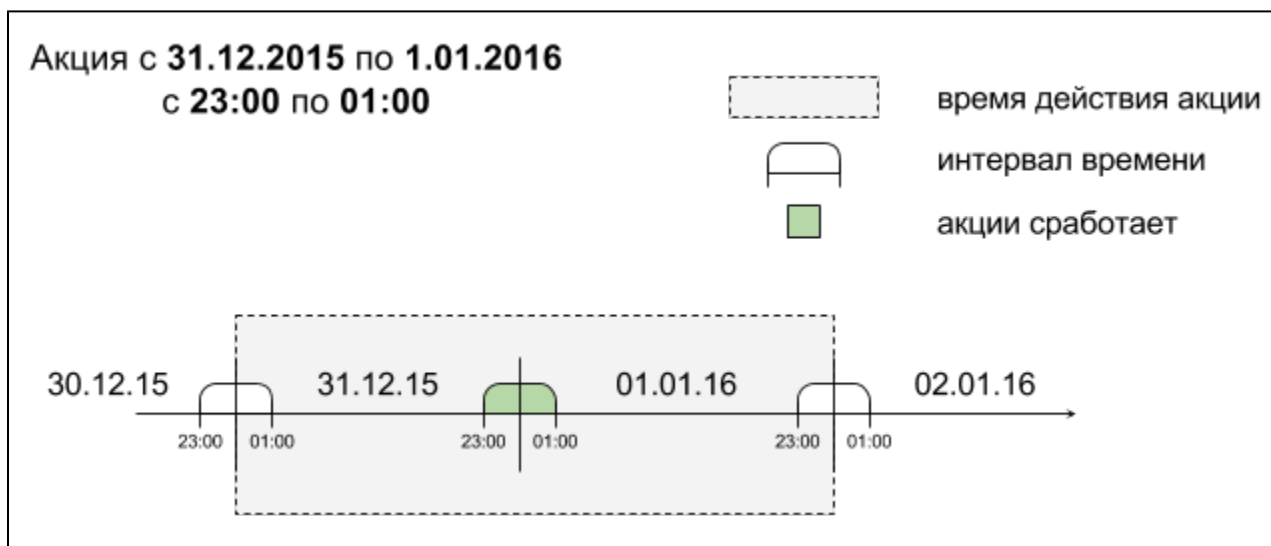 Акция с 31.12.2015 по 1.01.2016
с 23:00 по 01:00
время действия акции
интервал времени
акции сработает
30.12.15 31.12.15 01.01.16 02.01.16
23:00 01:00 23:00 01:00 23:00 01:00